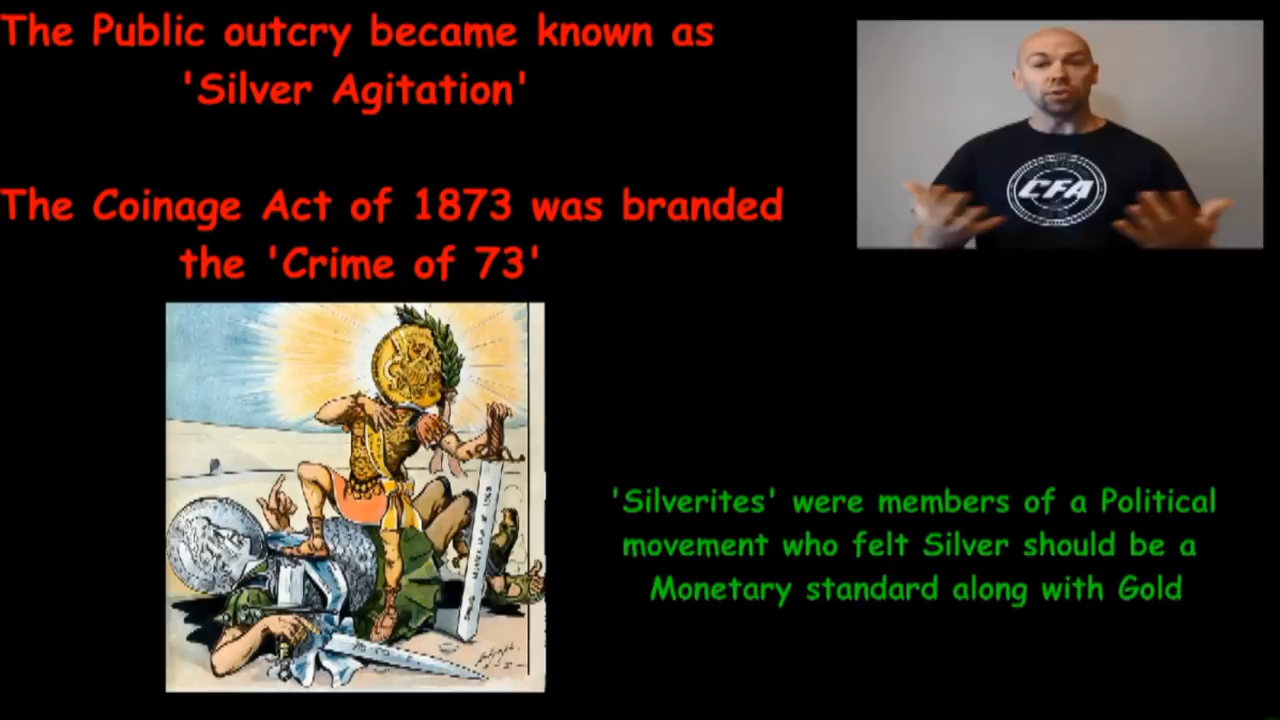 The Public outcry became known as
'Silver Agitation'
The Coinage Act of 1873 was branded
the 'Crime of 73'
CFA
'Silverites' were members of a Political
movement who felt Silver should be a
Monetary standard along with Gold